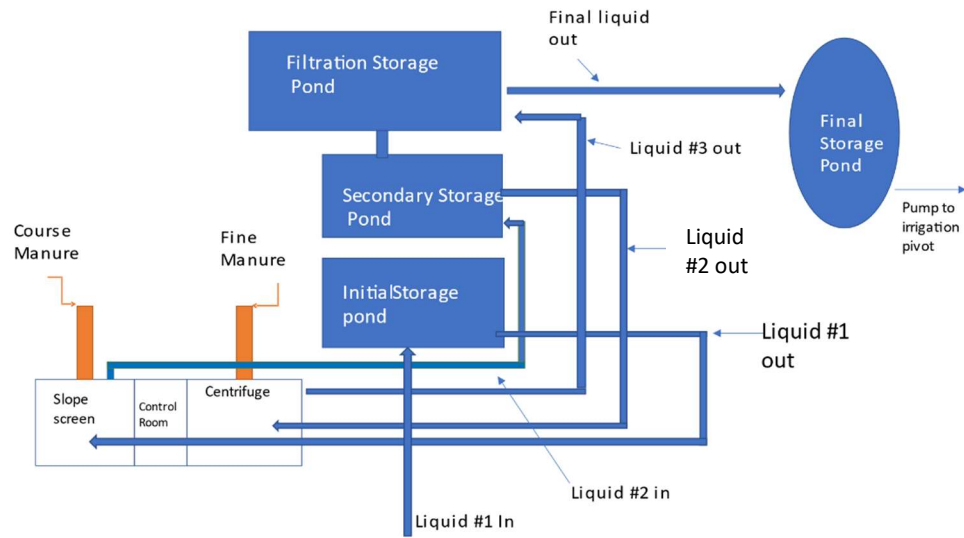 Final liquid
out
Filtration Storage
Pond
Final
Storage
Pond
Liquid #3 out
Secondary Storage
Pond
Pump to
irrigation
pivot
Course
Manure
Fine
Manure
Liquid
#2 out
InitialStorage
pond
Liquid #1
out
Slope
screen
Control
Room
Centrifuge
Liquid #2 in
Liquid #1 In